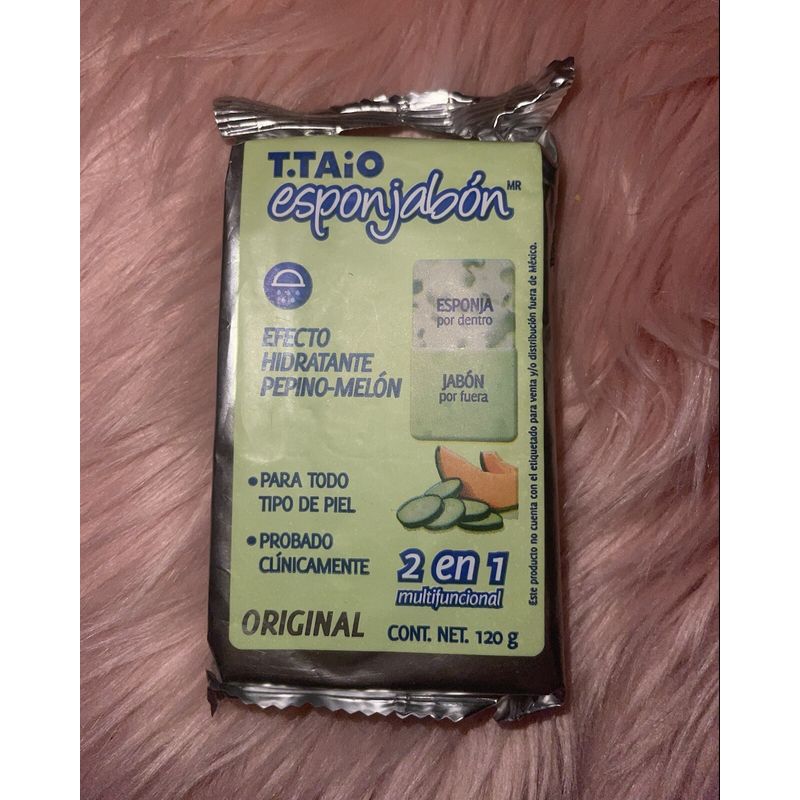 T.TAiO
esponjabón MR
ESPONJA
por dentro
EFECTO
HIDRATANTE
PEPINO-MELÓN
JABÓN
por fuera
•PARA TODO
TIPO DE PIEL
•PROBADO
CLÍNICAMENTE
2 en 1
multifuncional
ORIGINAL
CONT. NET. 120 g
Este producto no cuenta con el etiquetado para venta y/o distribución fuera de México.